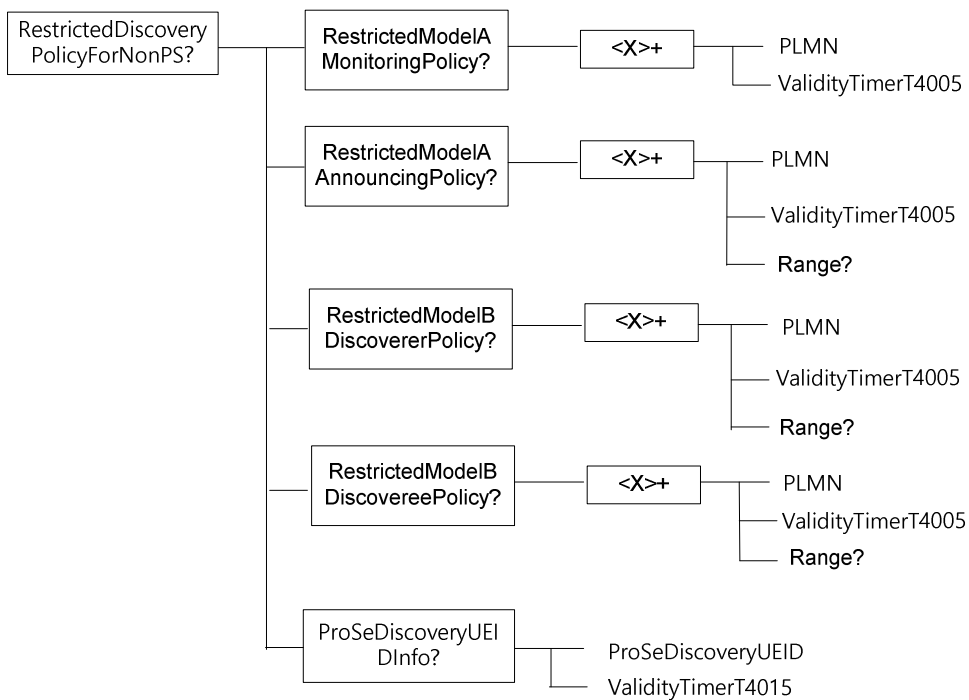 RestrictedDiscovery
PolicyForNonPS?
RestrictedModelA
MonitoringPolicy?
<X>+
PLMN
ValidityTimerT4005
RestrictedModelA
AnnouncingPolicy?
<X>+
PLMN
ValidityTimerT4005
Range?
RestrictedModelB
DiscovererPolicy?
<X>+
PLMN
ValidityTimerT4005
Range?
RestrictedModelB
DiscovereePolicy?
<X>+
PLMN
ValidityTimerT4005
Range?
ProSeDiscoveryUEI
DInfo?
ProSeDiscoveryUEID
ValidityTimerT4015